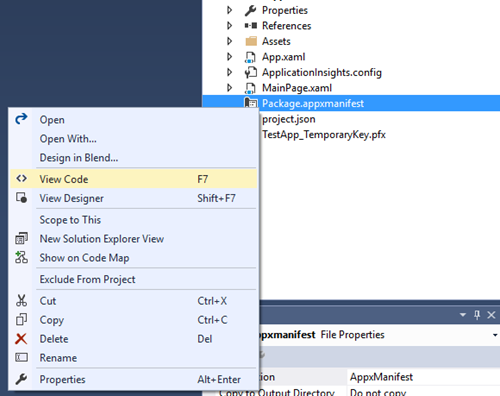 Properties
References
Assets
App.xaml
ApplicationInsights.config
MainPage.xaml
Package.appxmanifest
project.json
TestApp_TemporaryKey.pfx
Open
Open With...
Design in Blend...
View Code F7
View Designer Shift+F7
Scope to This
New Solution Explorer View
Show on Code Map
Exclude From Project
Cut Ctrl+X
Copy Ctrl+C
Delete Del
Rename
Properties Alt+Enter
appxmanifest File Properties
AppxManifest
Copy to Output Directory Do not copy